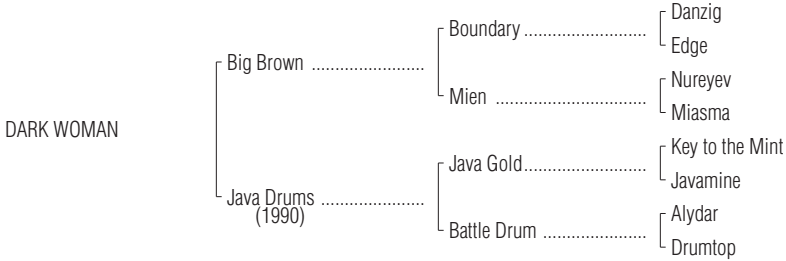 DARK WOMAN
Big Brown ........................
Java Drums ......................
(1990)
Boundary ..........................
Mien ................................
Java Gold..........................
Battle Drum ......................
Danzig
Edge
Nureyev
Miasma
Key to the Mint
Javamine
Alydar
Drumtop